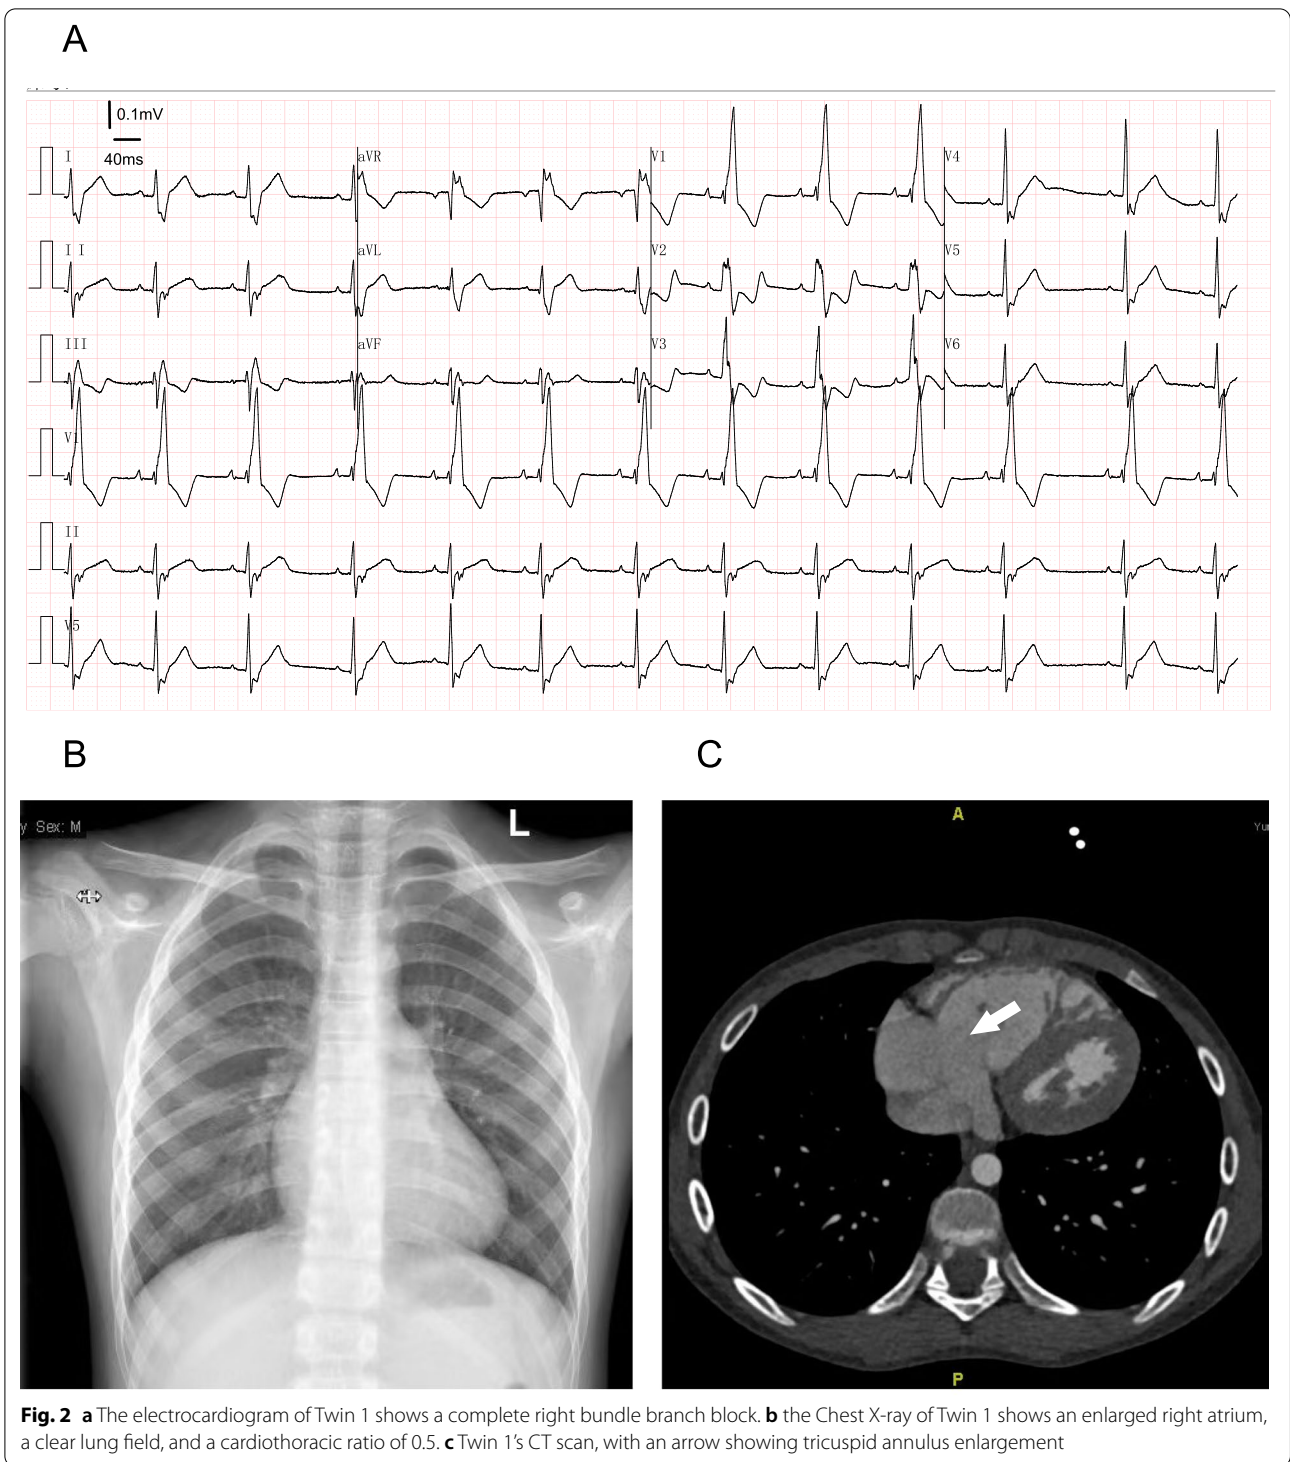 A
0.1mV
40ms
I aVR V1 V4
II aVL V2 V5
III aVF V3 V6
V1
II
V5
B C
y Sex: M L A
P
Fig. 2 a The electrocardiogram of Twin 1 shows a complete right bundle branch block. b the Chest X-ray of Twin 1 shows an enlarged right atrium,
a clear lung field, and a cardiothoracic ratio of 0.5. c Twin 1's CT scan, with an arrow showing tricuspid annulus enlargement